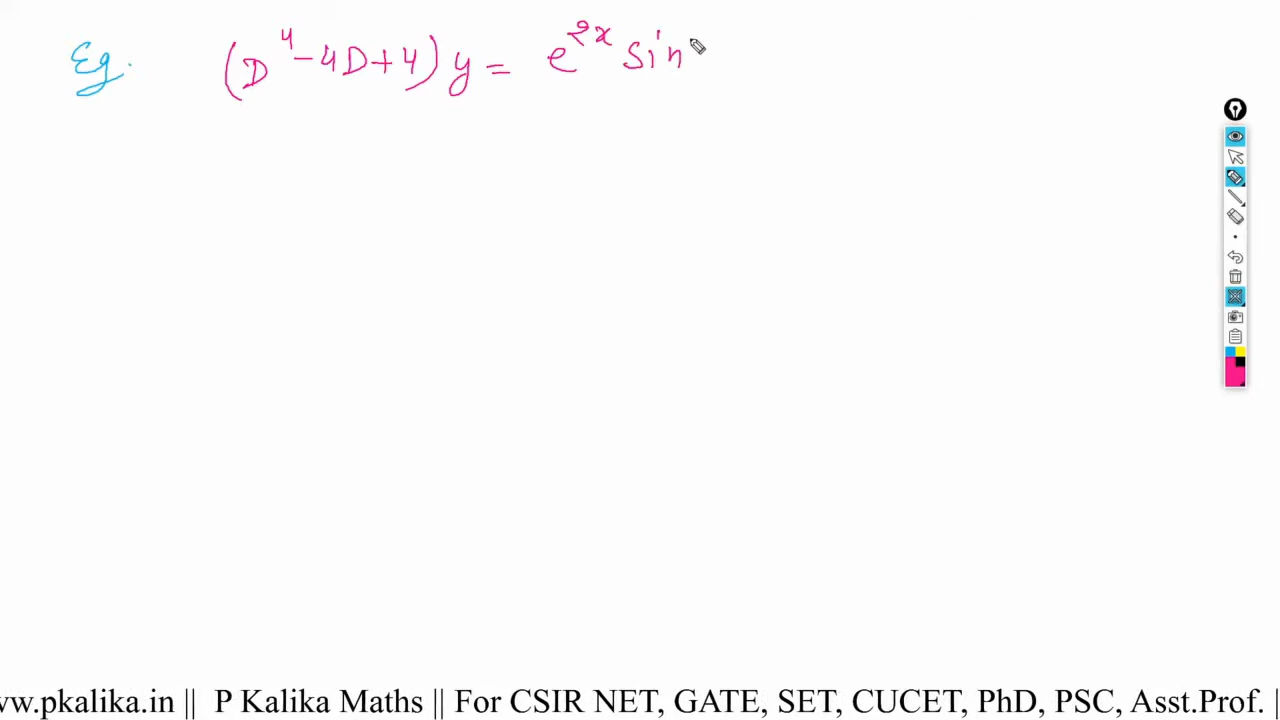 Eg. (D⁴-4D+4)y = e²ˣ sin
ww.pkalika.in || P Kalika Maths || For CSIR NET, GATE, SET, CUCET, PhD, PSC, Asst.Prof. |